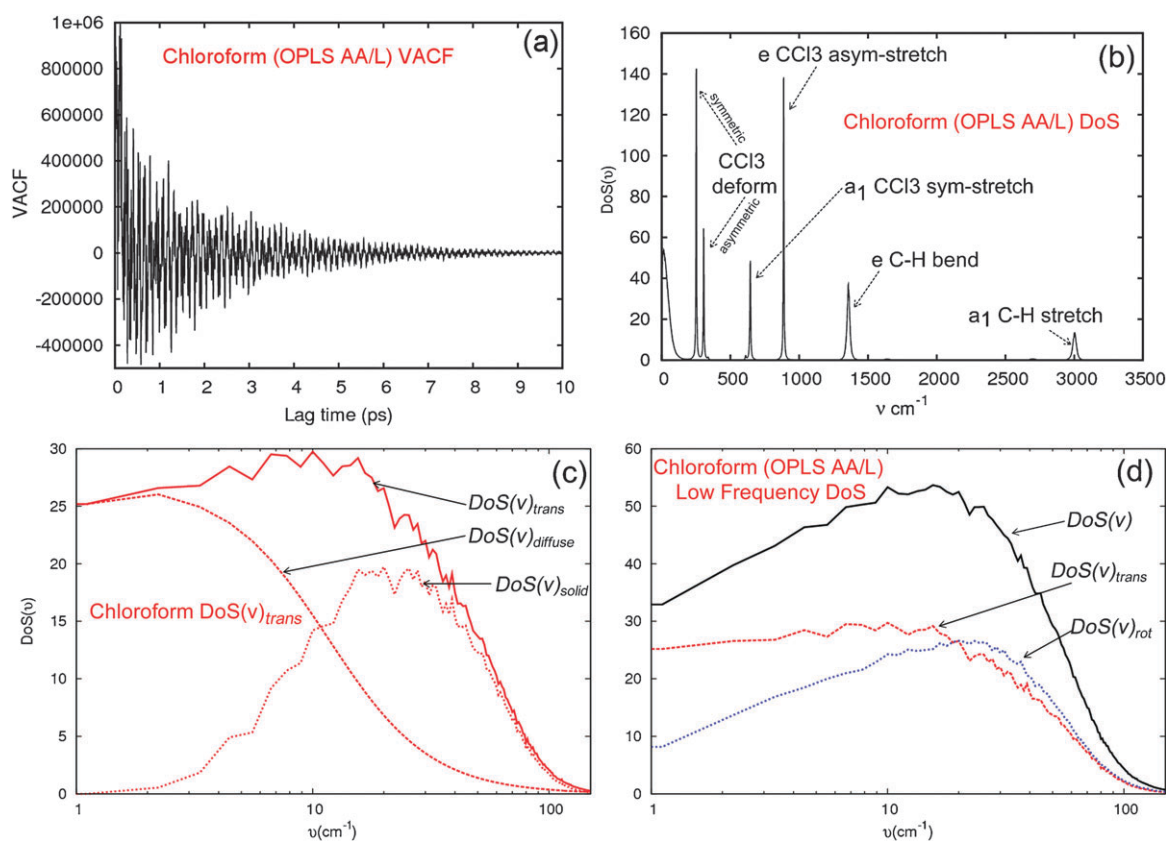 (a)
Chloroform (OPLS AA/L) VACF
1e+06
800000
600000
400000
200000
0
-200000
-400000
VACF
0 1 2 3 4 5 6 7 8 9 10
Lag time (ps)
(b)
160
140
120
100
80
60
40
20
0
DoS(υ)
e CCl3 asym-stretch
Chloroform (OPLS AA/L) DoS
symmetric
CCl3
deform
asymmetric
a1 CCl3 sym-stretch
e C-H bend
a1 C-H stretch
0 500 1000 1500 2000 2500 3000 3500
ν cm-1
(c)
30
25
20
15
10
5
0
DoS(υ)
DoS(v)trans
DoS(v)diffuse
DoS(v)solid
Chloroform DoS(v)trans
1 10 100
υ(cm-1)
(d)
Chloroform (OPLS AA/L)
Low Frequency DoS
60
50
40
30
20
10
0
DoS(v)
DoS(v)trans
DoS(v)rot
1 10 100
υ(cm-1)